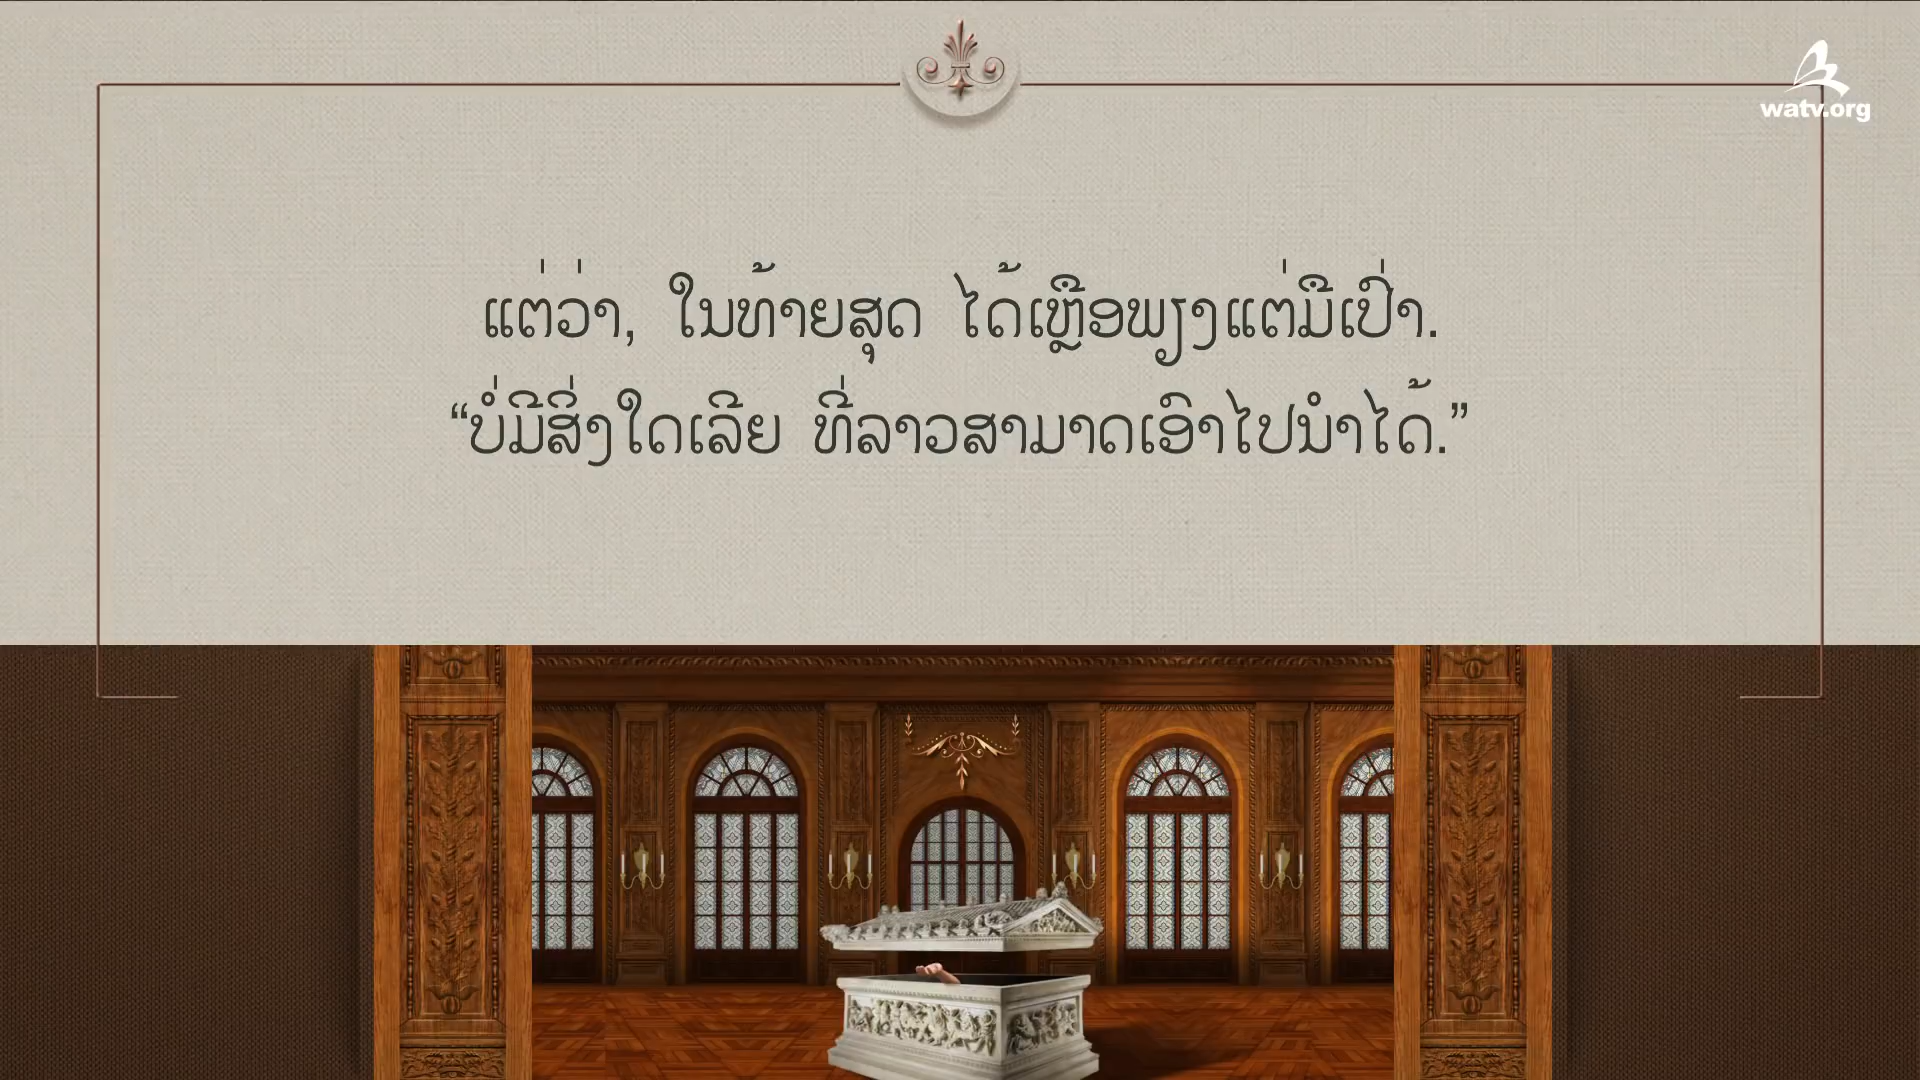 watv.org
ແຕ່ວ່າ, ໃນທ້າຍສຸດ ໄດ້ເຫຼືອພຽງແຕ່ມືເປົ່າ.
“ບໍ່ມີສິ່ງໃດເລີຍ ທີ່ລາວສາມາດເອົາໄປນຳໄດ້.”